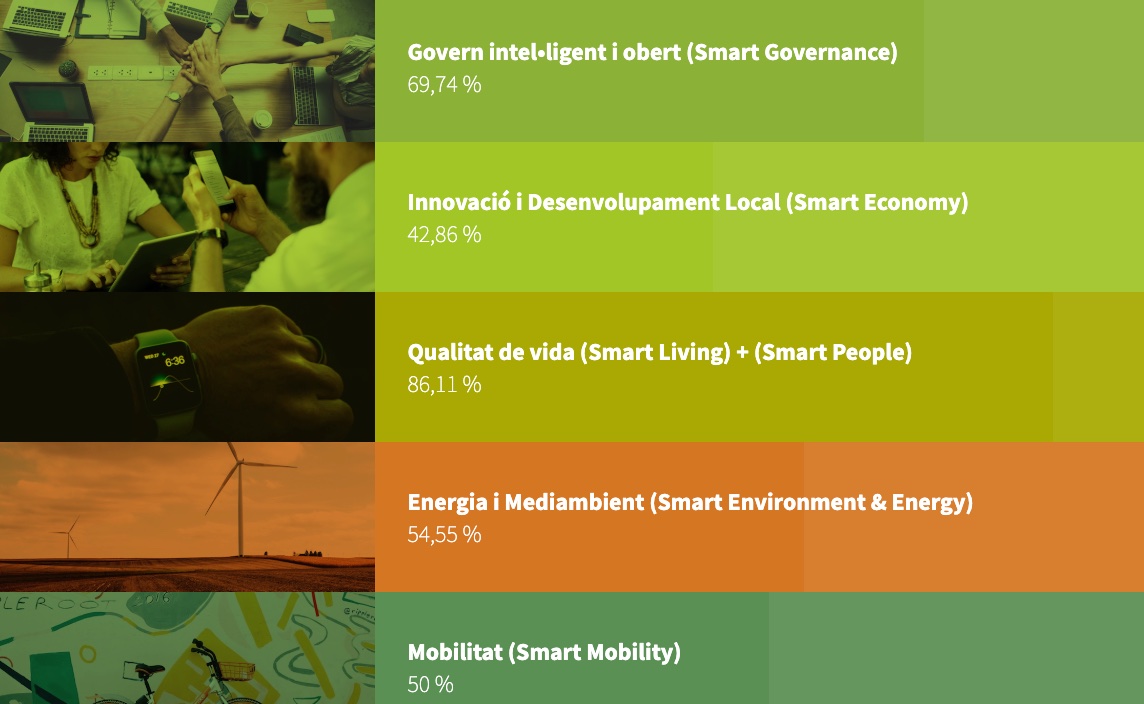 Govern intel•ligent i obert (Smart Governance)
69,74 %
Innovació i Desenvolupament Local (Smart Economy)
42,86 %
6:36
Qualitat de vida (Smart Living) + (Smart People)
86,11 %
Energia i Mediambient (Smart Environment & Energy)
54,55 %
Mobilitat (Smart Mobility)
50 %